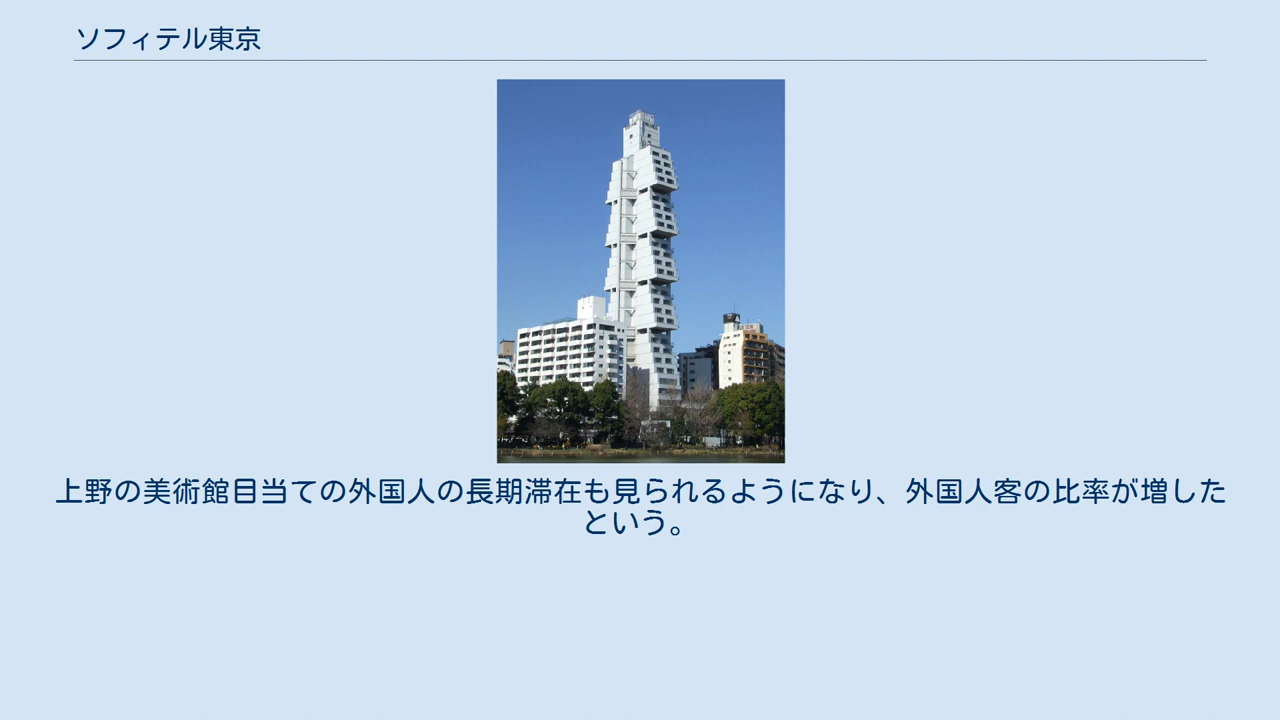 ソフィテル東京
上野の美術館目当ての外国人の長期滞在も見られるようになり、外国人客の比率が増した
という。